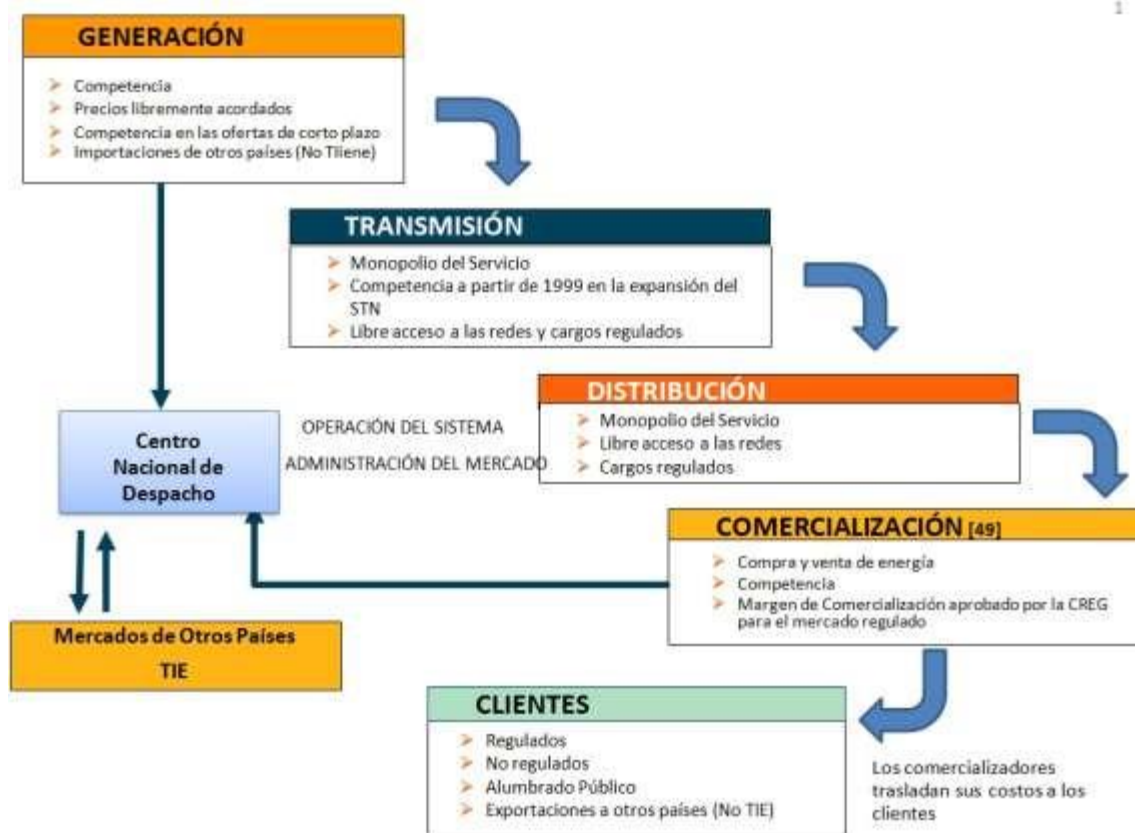 1
GENERACIÓN
➢ Competencia
➢ Precios libremente acordados
➢ Competencia en las ofertas de corto plazo
➢ Importaciones de otros países (No Tliene)
TRANSMISIÓN
➢ Monopolio del Servicio
➢ Competencia a partir de 1999 en la expansión del
STN
➢ Libre acceso a las redes y cargos regulados
DISTRIBUCIÓN
➢ Monopolio del Servicio
➢ Libre acceso a las redes
➢ Cargos regulados
Centro
Nacional de
Despacho
OPERACIÓN DEL SISTEMA
ADMINISTRACIÓN DEL MERCADO
COMERCIALIZACIÓN [49]
➢ Compra y venta de energía
➢ Competencia
➢ Margen de Comercialización aprobado por la CREG
para el mercado regulado
Mercados de Otros Países
TIE
CLIENTES
➢ Regulados
➢ No regulados
➢ Alumbrado Público
➢ Exportaciones a otros países (No TIE)
Los comercializadores
trasladan sus costos a los
clientes